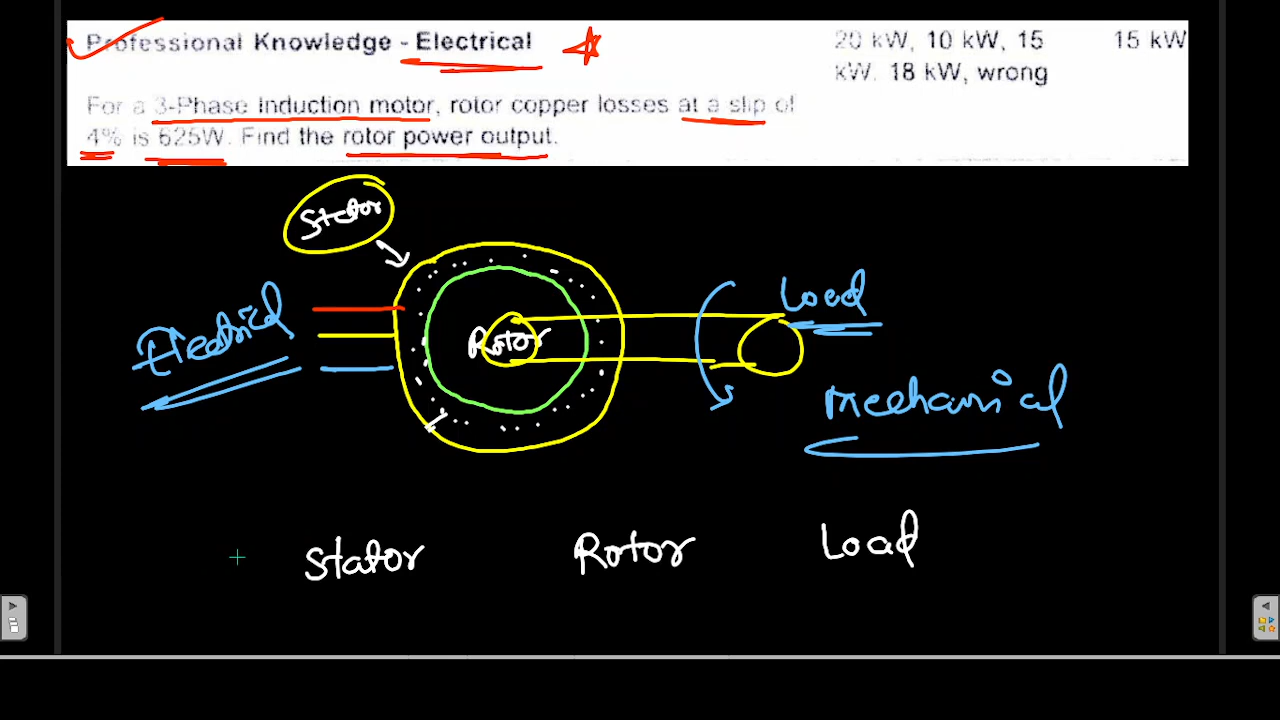 Professional Knowledge - Electrical
20 kW, 10 kW, 15 kW. 18 kW, wrong
15 kW
For a 3-Phase Induction motor, rotor copper losses at a slip of
4% is 625W. Find the rotor power output.
Stator
Electrical
Rotor
Load
mechanical
Stator Rotor Load